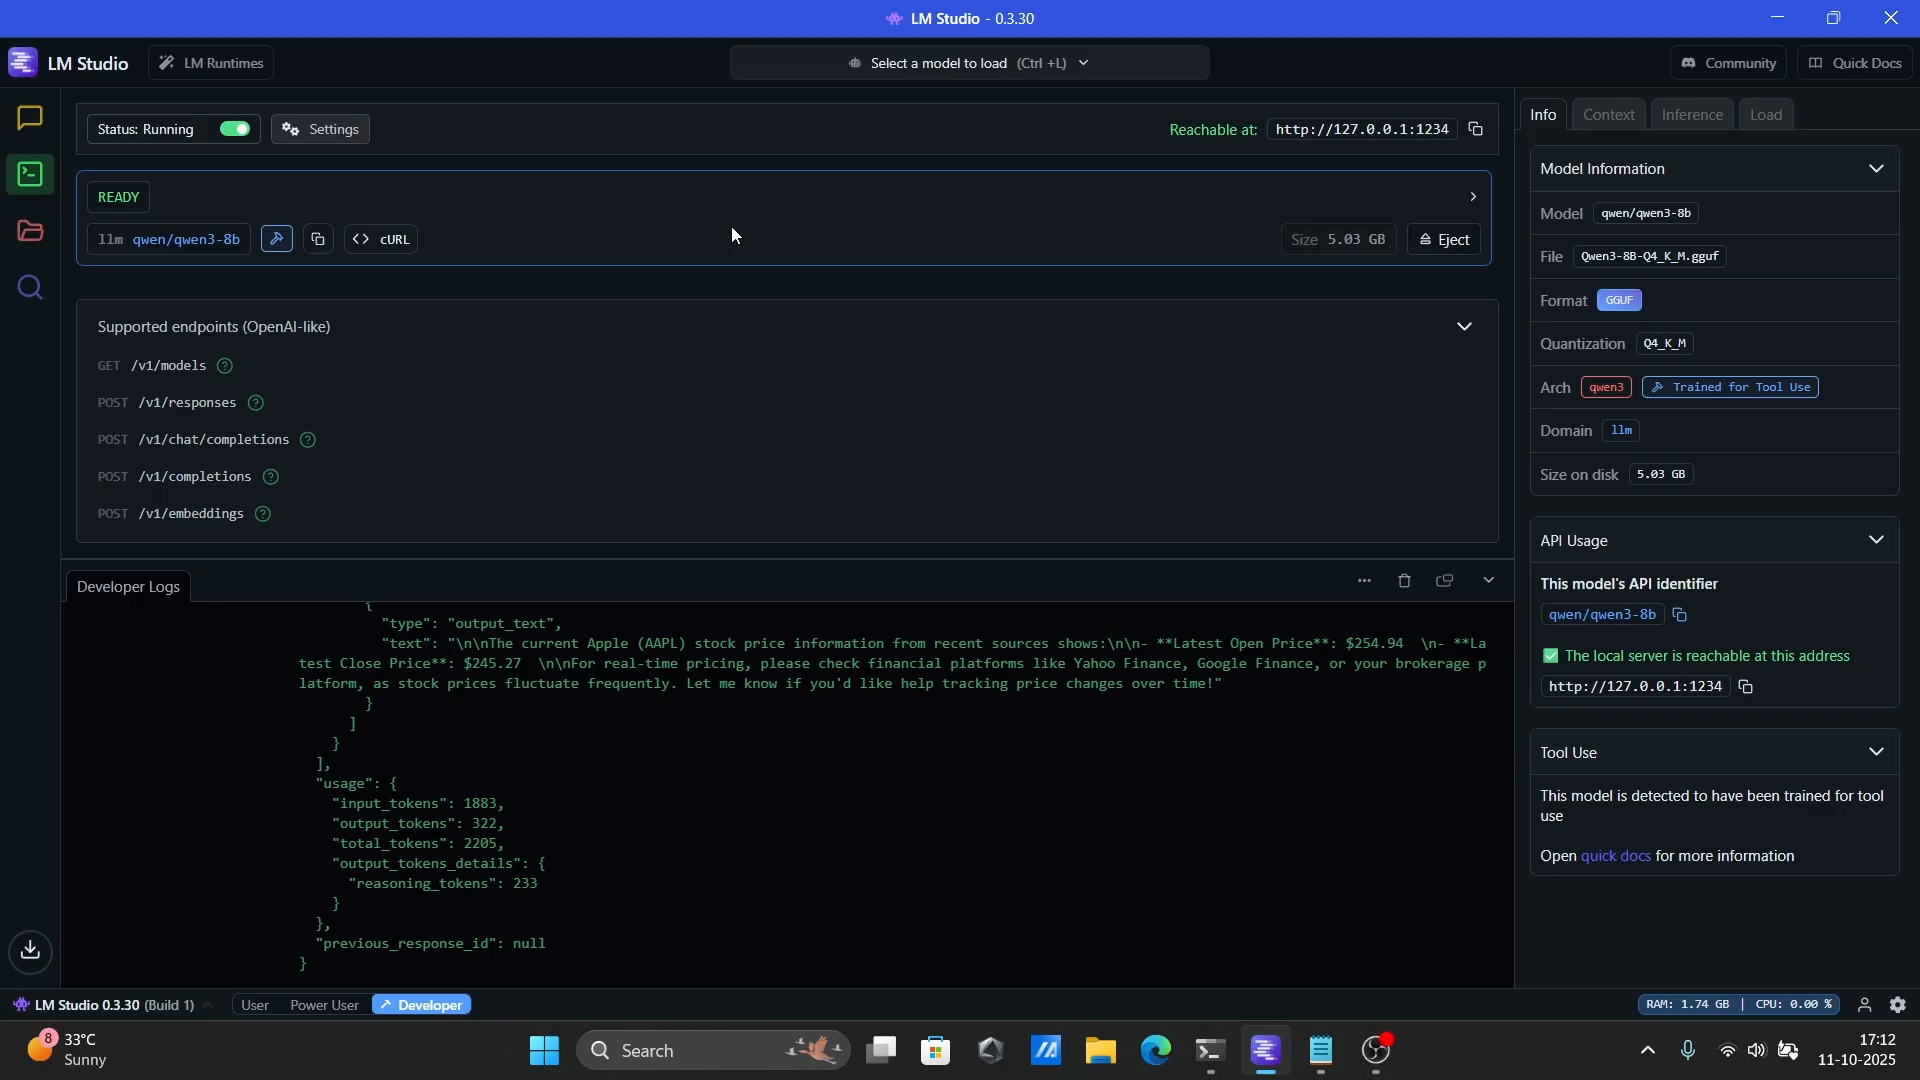 LM Studio - 0.3.30
LM Studio
LM Runtimes
Select a model to load (Ctrl +L)
Community
Quick Docs
Status: Running
Settings
Reachable at: http://127.0.0.1:1234
READY
llm qwen/qwen3-8b
cURL
Size 5.03 GB
Eject
Supported endpoints (OpenAI-like)
GET /v1/models
POST /v1/responses
POST /v1/chat/completions
POST /v1/completions
POST /v1/embeddings
Developer Logs
{
"type": "output_text",
"text": "\n\nThe current Apple (AAPL) stock price information from recent sources shows:\n\n- **Latest Open Price**: $254.94 \n- **La
test Close Price**: $245.27 \n\nFor real-time pricing, please check financial platforms like Yahoo Finance, Google Finance, or your brokerage p
latform, as stock prices fluctuate frequently. Let me know if you'd like help tracking price changes over time!"
}
]
}
],
"usage": {
"input_tokens": 1883,
"output_tokens": 322,
"total_tokens": 2205,
"output_tokens_details": {
"reasoning_tokens": 233
}
},
"previous_response_id": null
}
Info
Context
Inference
Load
Model Information
Model qwen/qwen3-8b
File Qwen3-8B-Q4_K_M.gguf
Format GGUF
Quantization Q4_K_M
Arch qwen3 Trained for Tool Use
Domain llm
Size on disk 5.03 GB
API Usage
This model's API identifier
qwen/qwen3-8b
The local server is reachable at this address
http://127.0.0.1:1234
Tool Use
This model is detected to have been trained for tool
use
Open quick docs for more information
LM Studio 0.3.30 (Build 1)
User
Power User
Developer
RAM: 1.74 GB | CPU: 0.00 %
8
33°C
Sunny
Search
17:12
11-10-2025